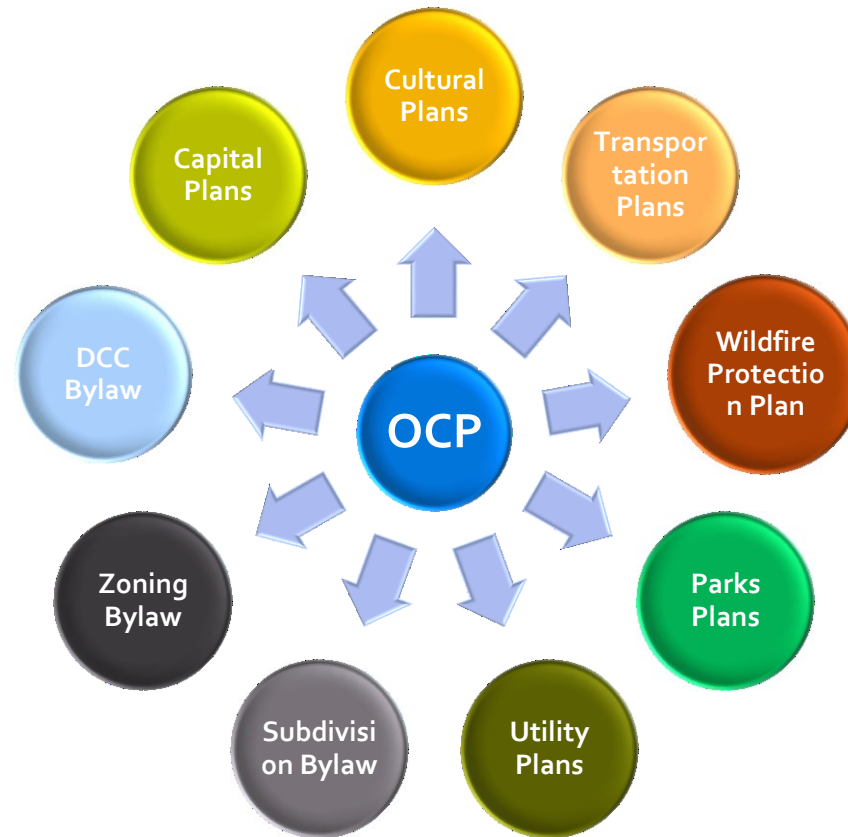 Cultural
Plans
Transpor
tation
Plans
Wildfire
Protectio
n Plan
Parks
Plans
Utility
Plans
Subdivisi
on Bylaw
Zoning
Bylaw
DCC
Bylaw
Capital
Plans
OCP